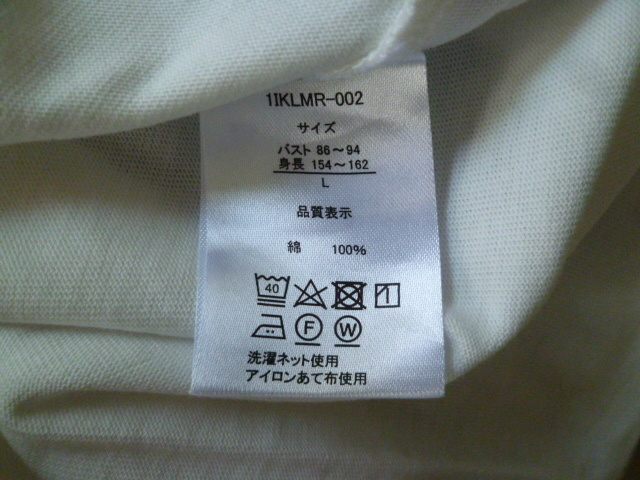 1IKLMR-002
サイズ
バスト 86～94
身長 154～162
L
品質表示
綿 100%
40
F W
洗濯ネット使用
アイロンあて布使用